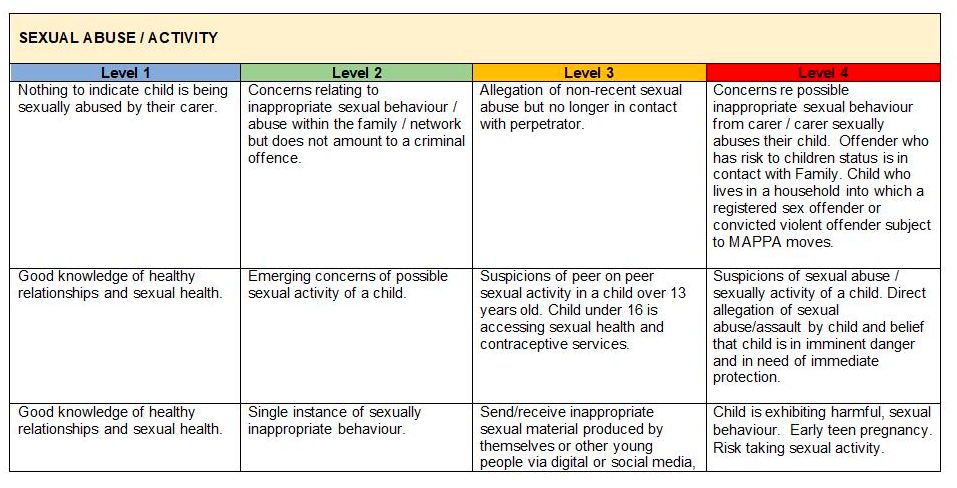 SEXUAL ABUSE / ACTIVITY
Level 1
Level 2
Level 3
Level 4
Nothing to indicate child is being
sexually abused by their carer.
Concerns relating to
inappropriate sexual behaviour /
abuse within the family / network
but does not amount to a criminal
offence.
Allegation of non-recent sexual
abuse but no longer in contact
with perpetrator.
Concerns re possible
inappropriate sexual behaviour
from carer / carer sexually
abuses their child.  Offender who
has risk to children status is in
contact with Family. Child who
lives in a household into which a
registered sex offender or
convicted violent offender subject
to MAPPA moves.
Good knowledge of healthy
relationships and sexual health.
Emerging concerns of possible
sexual activity of a child.
Suspicions of peer on peer
sexual activity in a child over 13
years old. Child under 16 is
accessing sexual health and
contraceptive services.
Suspicions of sexual abuse /
sexually activity of a child. Direct
allegation of sexual
abuse/assault by child and belief
that child is in imminent danger
and in need of immediate
protection.
Good knowledge of healthy
relationships and sexual health.
Single instance of sexually
inappropriate behaviour.
Send/receive inappropriate
sexual material produced by
themselves or other young
people via digital or social media,
Child is exhibiting harmful, sexual
behaviour.  Early teen pregnancy.
Risk taking sexual activity.